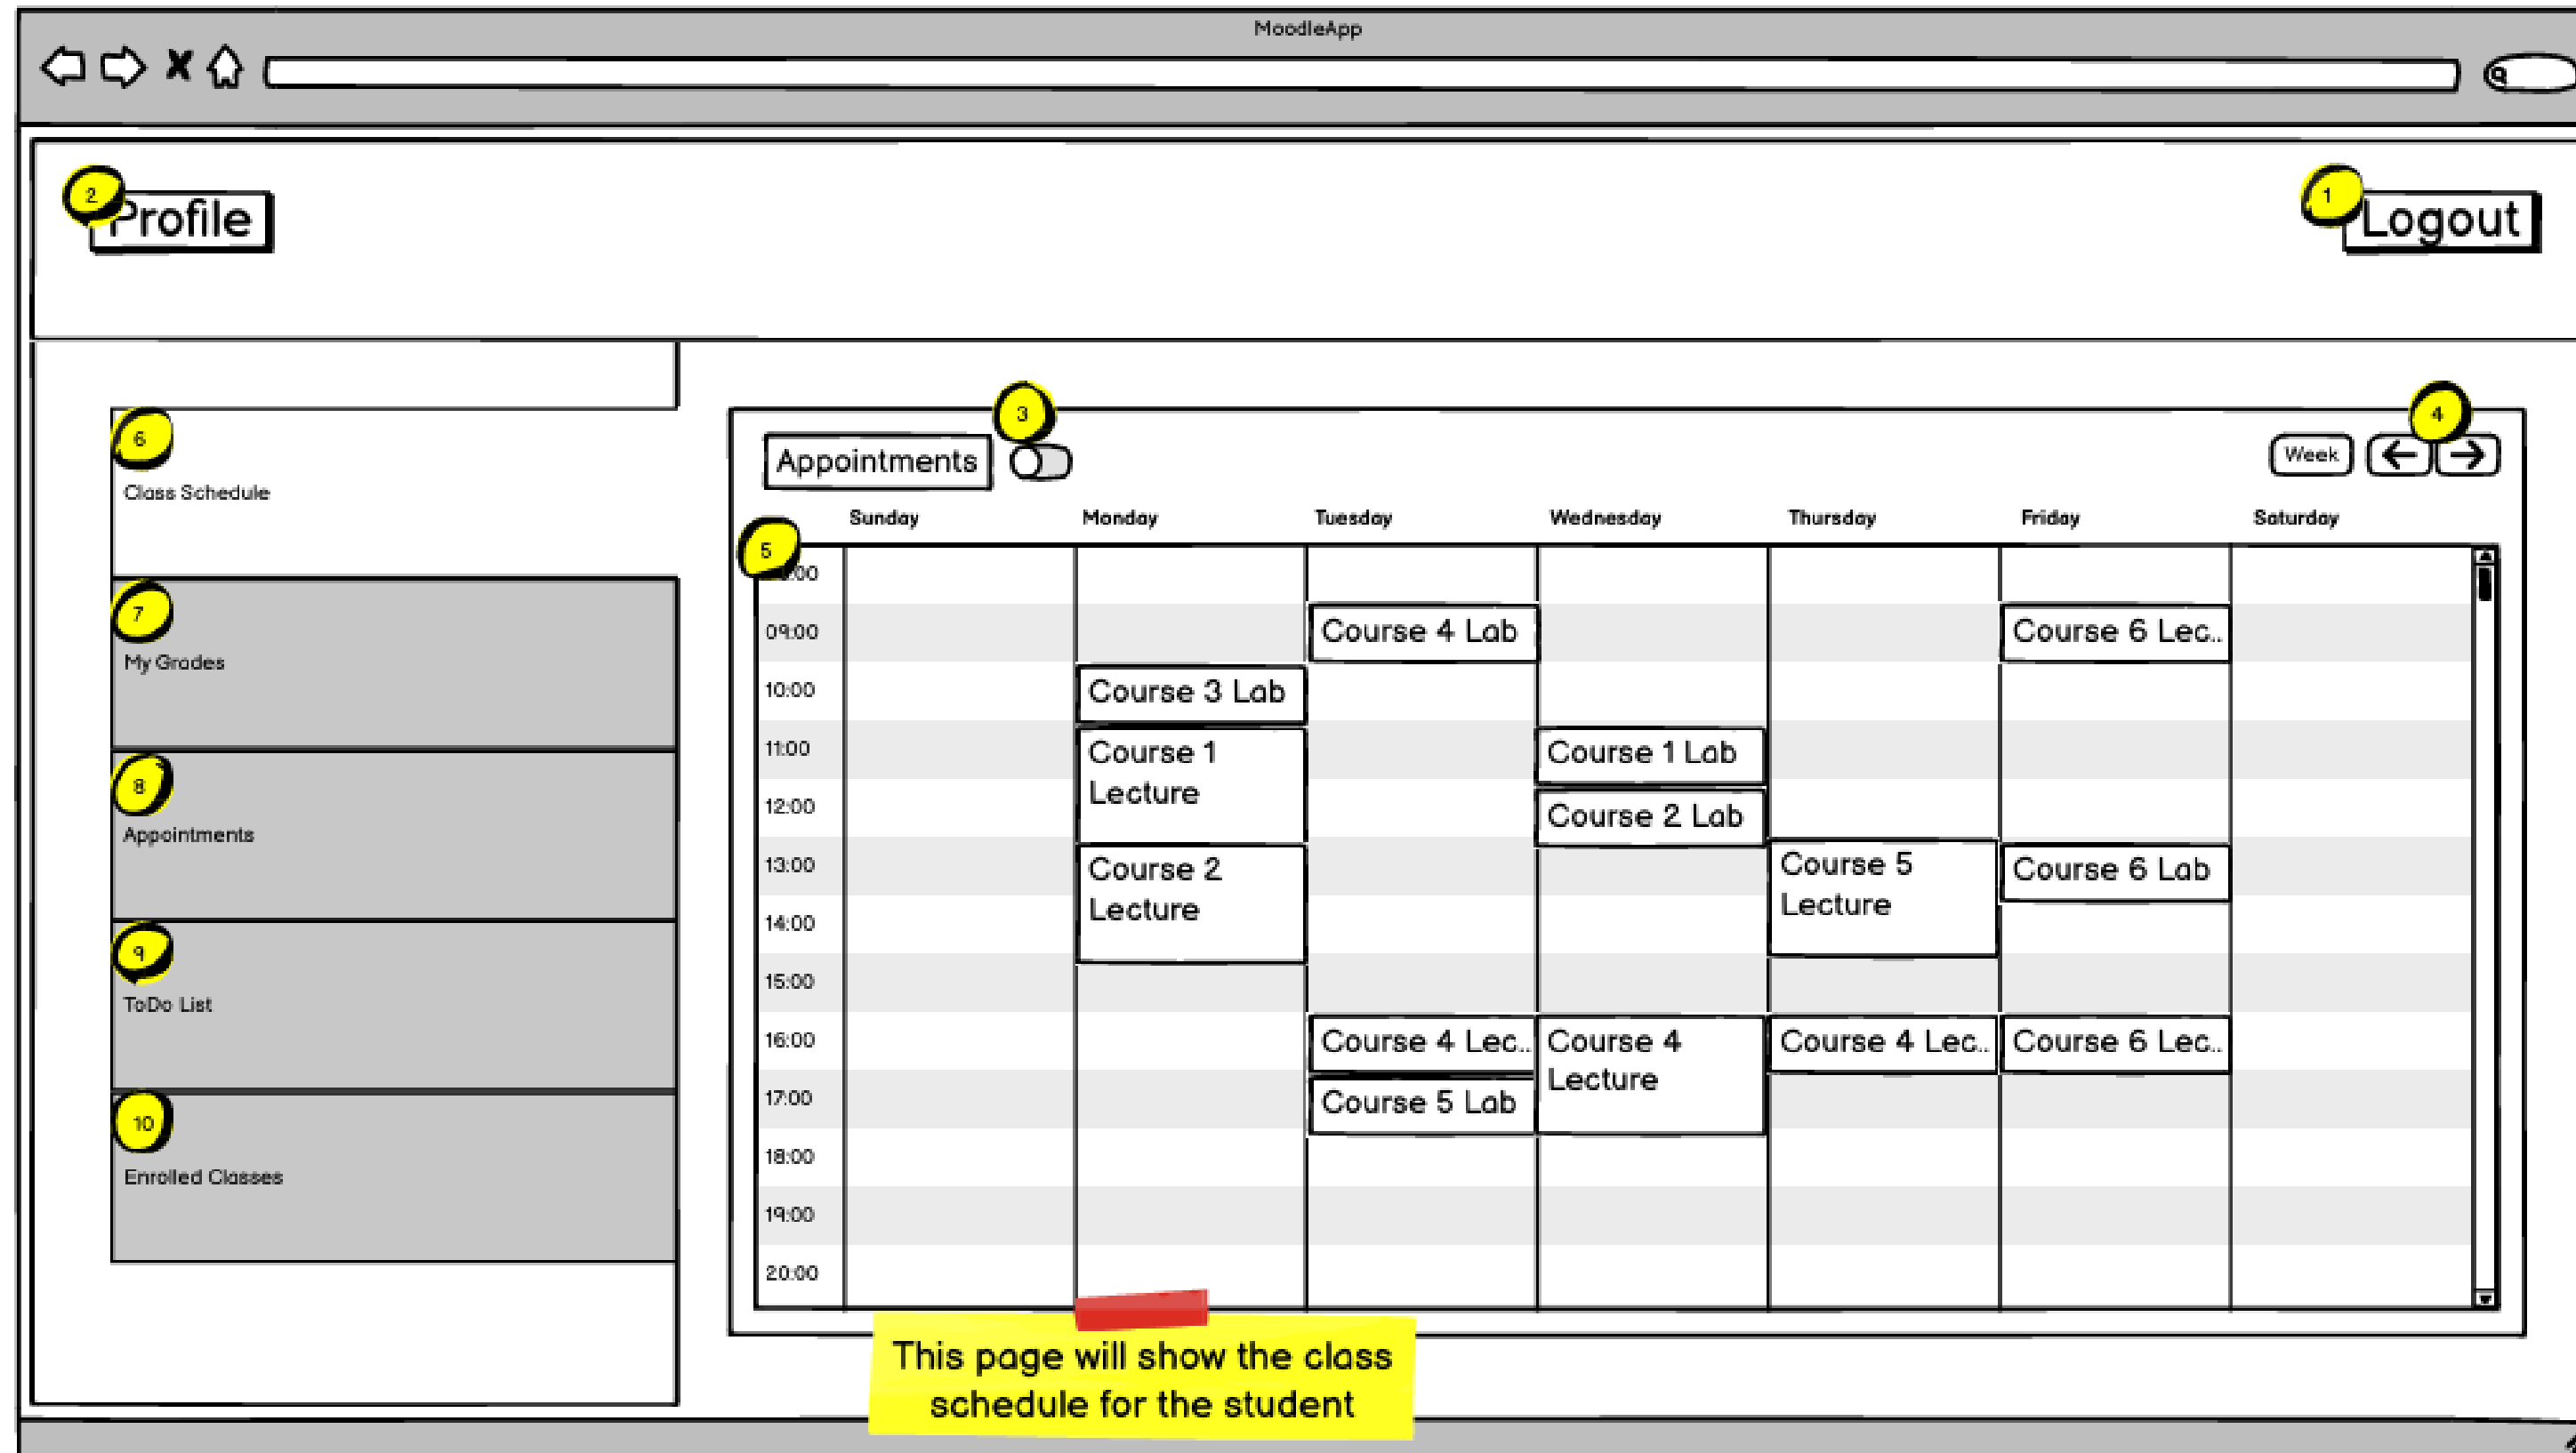 MoodleApp
2
Profile
1
Logout
6
Class Schedule
7
My Grades
8
Appointments
9
ToDo List
10
Enrolled Classes
3
Appointments
4
Week
Sunday Monday Tuesday Wednesday Thursday Friday Saturday
5
:00
09:00
Course 4 Lab
Course 6 Lec..
10:00
Course 3 Lab
11:00
Course 1
Lecture
Course 1 Lab
12:00
Course 2 Lab
13:00
Course 2
Lecture
Course 5
Lecture
Course 6 Lab
14:00
15:00
16:00
Course 4 Lec..
Course 4
Lecture
Course 4 Lec..
Course 6 Lec..
17:00
Course 5 Lab
18:00
19:00
20:00
This page will show the class
schedule for the student